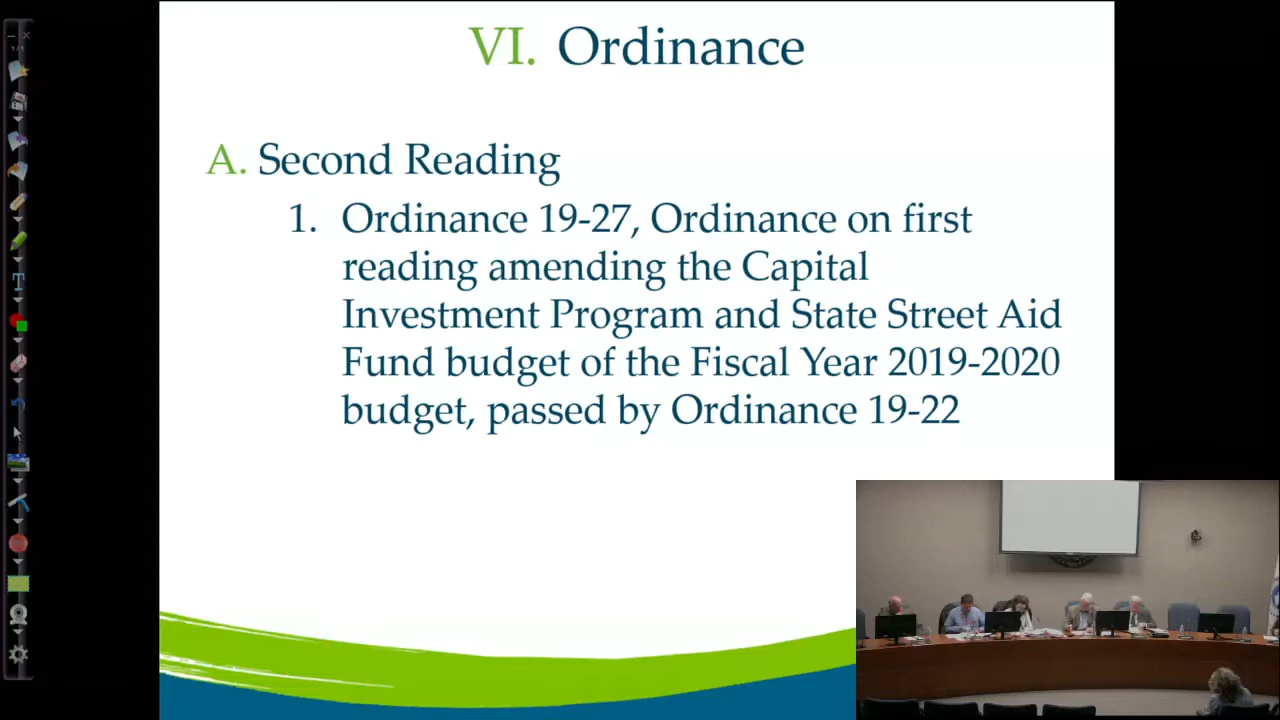 VI. Ordinance
A. Second Reading
1. Ordinance 19-27, Ordinance on first
reading amending the Capital
Investment Program and State Street Aid
Fund budget of the Fiscal Year 2019-2020
budget, passed by Ordinance 19-22